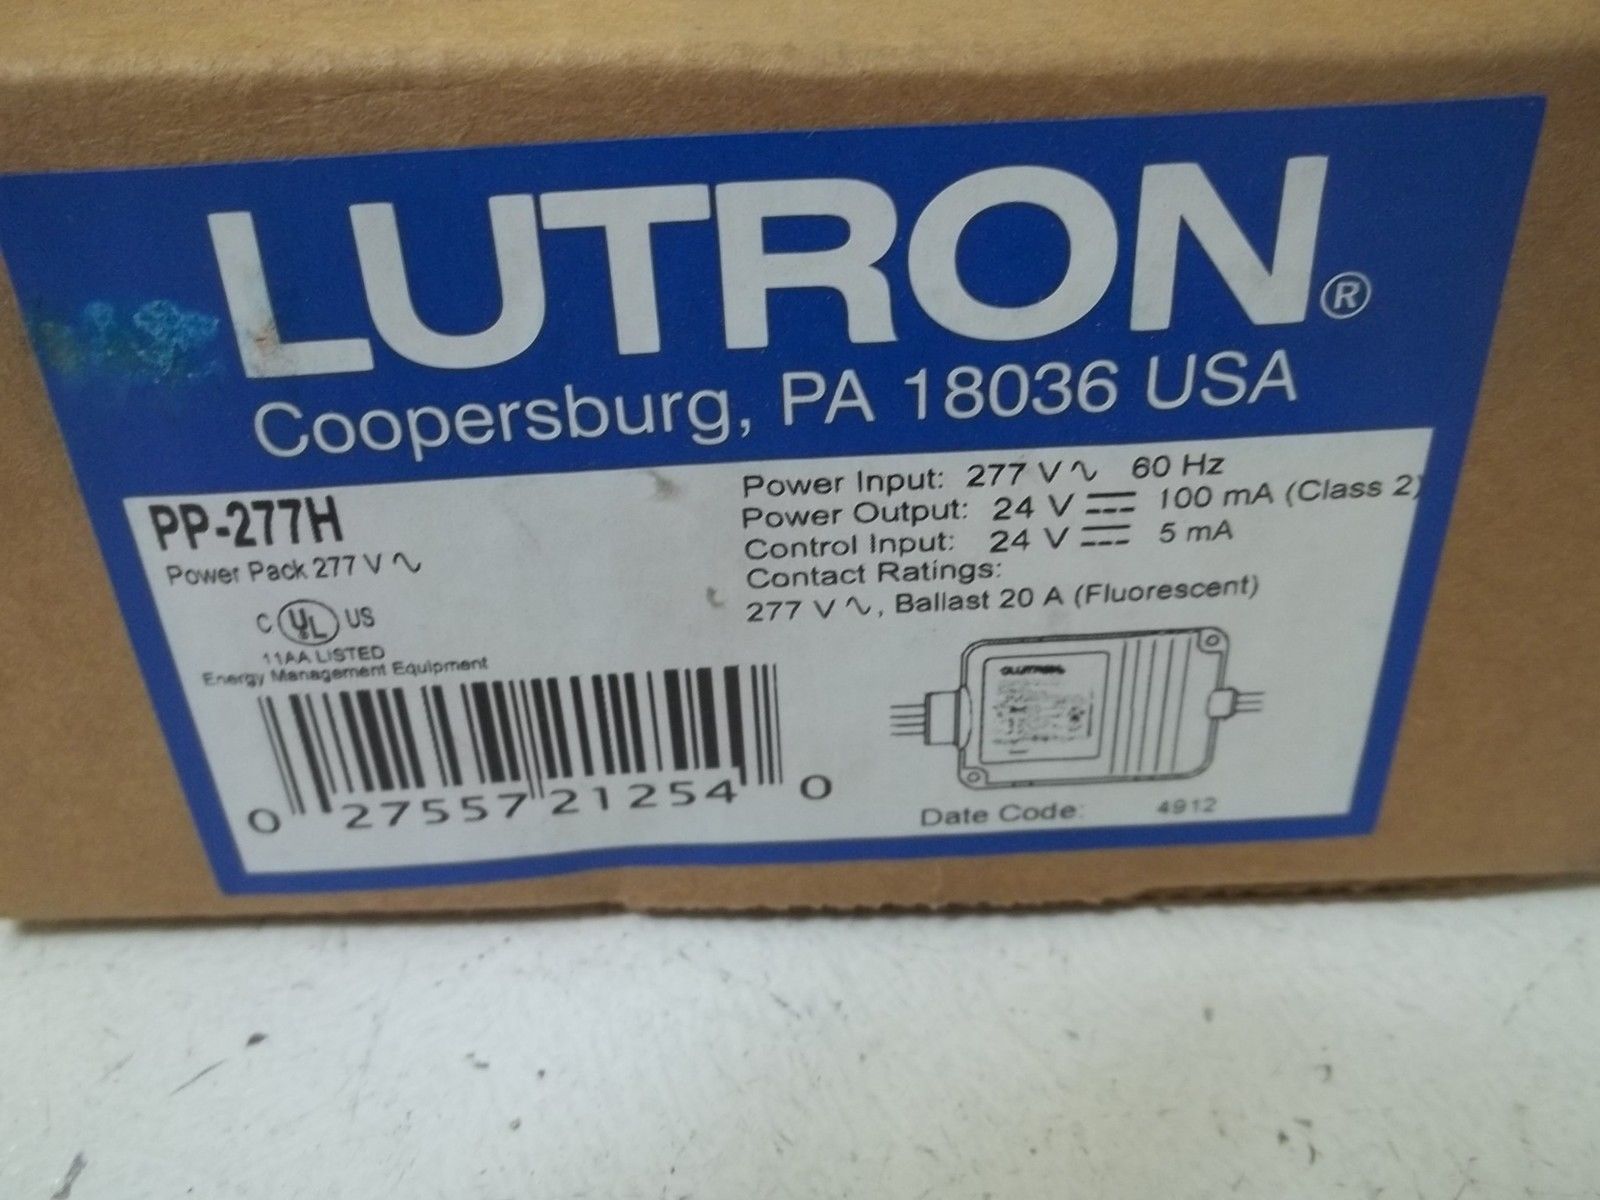 LUTRON®
Coopersburg, PA 18036 USA
PP-277H
Power Pack 277 V ∿
C UL US
11AA LISTED
Energy Management Equipment
0 27557 21254 0
Power Input: 277 V ∿ 60 Hz
Power Output: 24 V ⎓ 100 mA (Class 2)
Control Input: 24 V ⎓ 5 mA
Contact Ratings:
277 V ∿, Ballast 20 A (Fluorescent)
LUTRON
Date Code: 4912